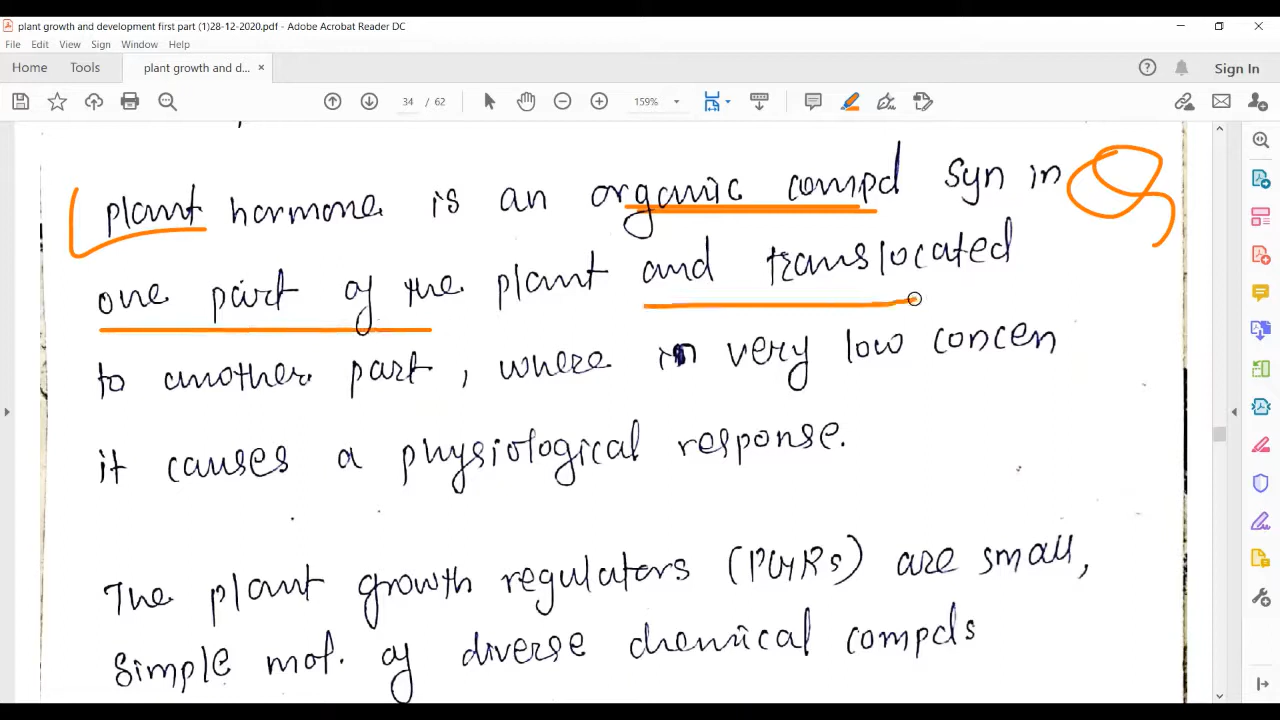 plant growth and development first part (1)28-12-2020.pdf - Adobe Acrobat Reader DC
File Edit View Sign Window Help
Home Tools plant growth and d... ×
34 / 62 159% Sign In
plant hormone is an organic compd syn in
one part of the plant and translocated
to another part, where in very low concen
it causes a physiological response.
The plant growth regulators (PGRs) are small,
simple mol. of diverse chemical compds